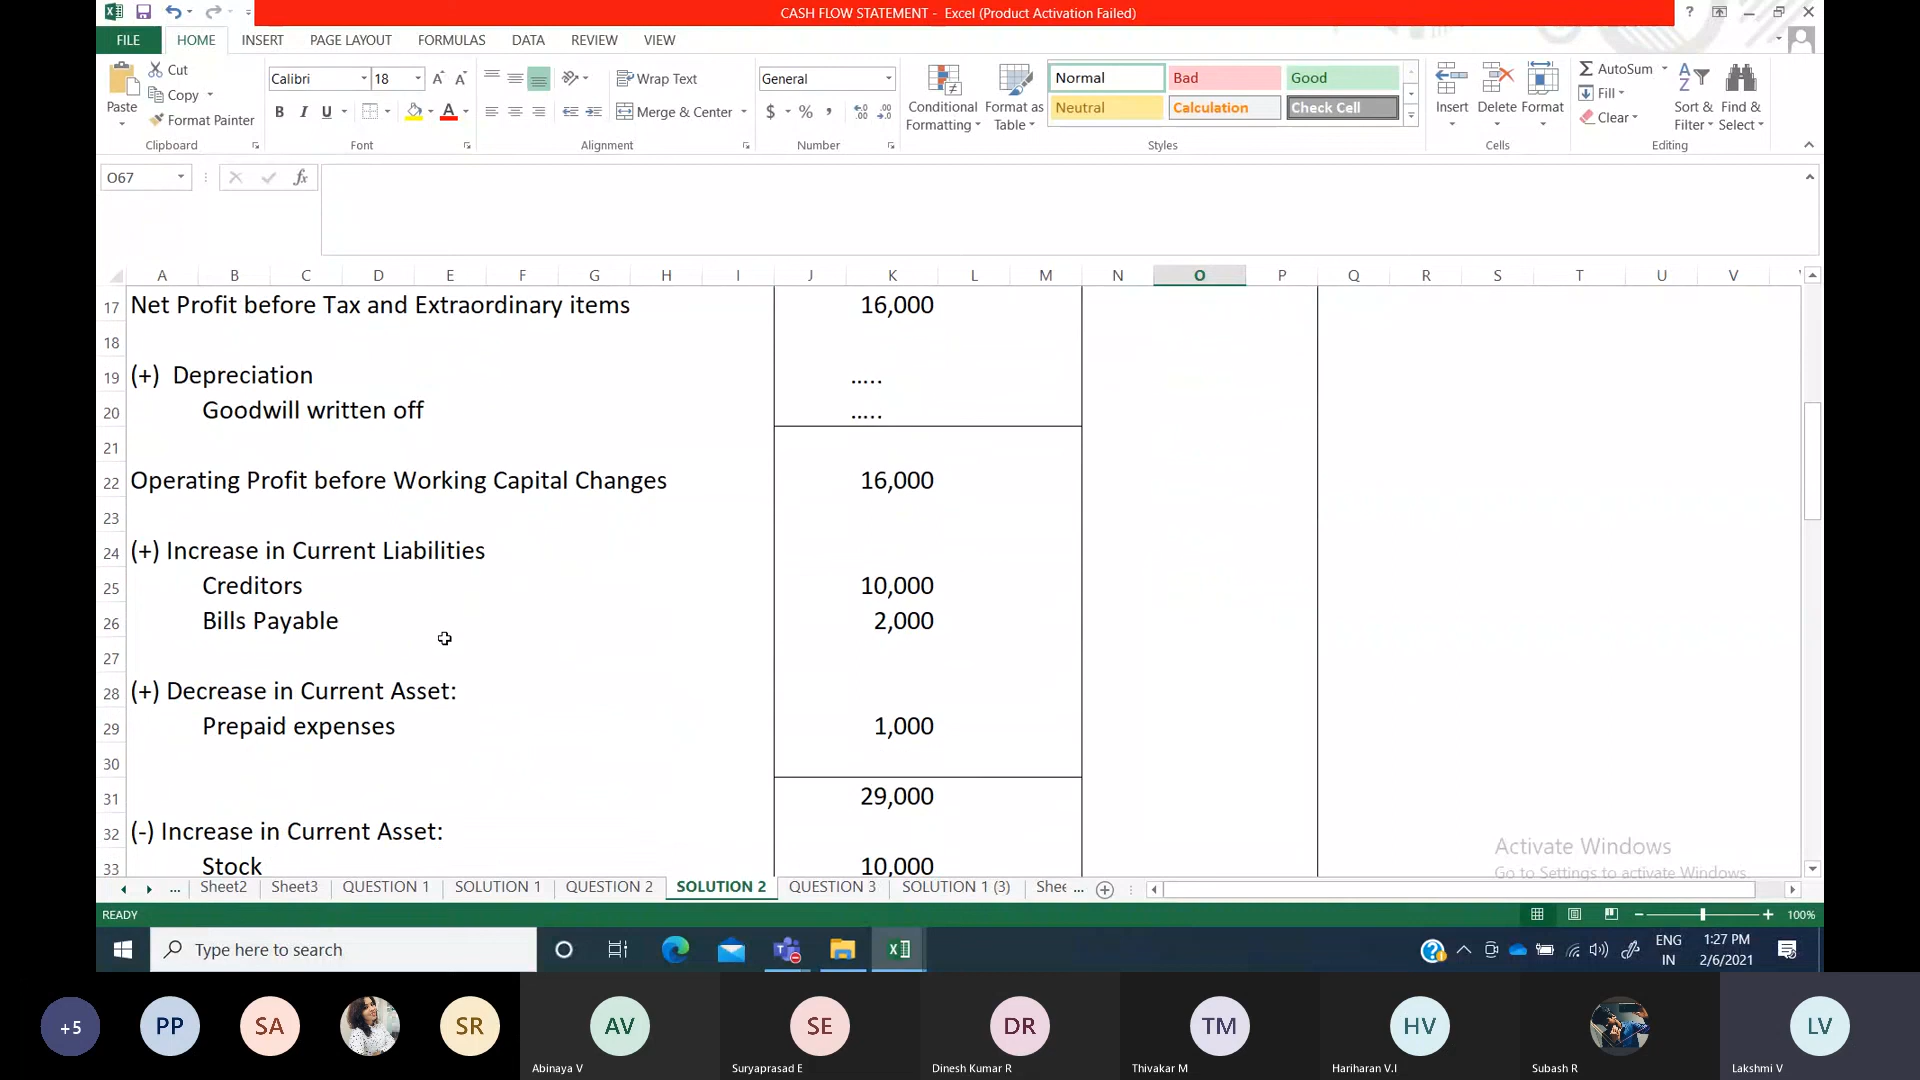 CASH FLOW STATEMENT - Excel (Product Activation Failed)
?
FILE HOME INSERT PAGE LAYOUT FORMULAS DATA REVIEW VIEW
Paste
Cut
Copy
Format Painter
Clipboard
Calibri 18
B I U
Font
Wrap Text
Merge & Center
Alignment
General
$ % ,
Number
Conditional Formatting
Format as Table
Normal Bad Good
Neutral Calculation Check Cell
Styles
Insert Delete Format
Cells
AutoSum
Fill
Clear
Sort & Filter
Find & Select
Editing
O67
fx
A B C D E F G H I J K L M N O P Q R S T U V
17 Net Profit before Tax and Extraordinary items 16,000
18
19 (+) Depreciation .....
20 Goodwill written off .....
21
22 Operating Profit before Working Capital Changes 16,000
23
24 (+) Increase in Current Liabilities
25 Creditors 10,000
26 Bills Payable 2,000
27
28 (+) Decrease in Current Asset:
29 Prepaid expenses 1,000
30
31 29,000
32 (-) Increase in Current Asset:
33 Stock 10,000
Activate Windows
Go to Settings to activate Windows.
... Sheet2 Sheet3 QUESTION 1 SOLUTION 1 QUESTION 2 SOLUTION 2 QUESTION 3 SOLUTION 1 (3) Shee ...
READY
100%
Type here to search
ENG
IN
1:27 PM
2/6/2021
+5 PP SA SR AV SE DR TM HV LV
Abinaya V Suryaprasad E Dinesh Kumar R Thivakar M Hariharan V.I Subash R Lakshmi V